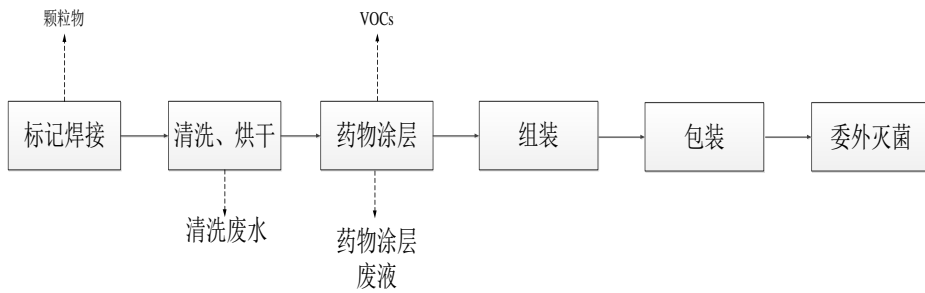 颗粒物
VOCs
标记焊接
清洗、烘干
药物涂层
组装
包装
委外灭菌
清洗废水
药物涂层
废液